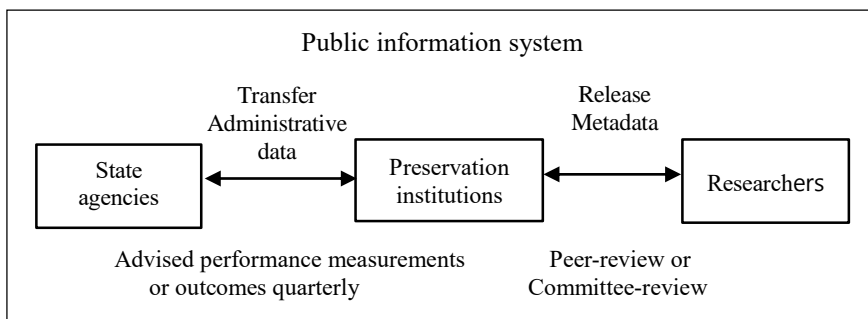 Public information system
Transfer
Administrative
data
Release
Metadata
State
agencies
Preservation
institutions
Researchers
Advised performance measurements
or outcomes quarterly
Peer-review or
Committee-review